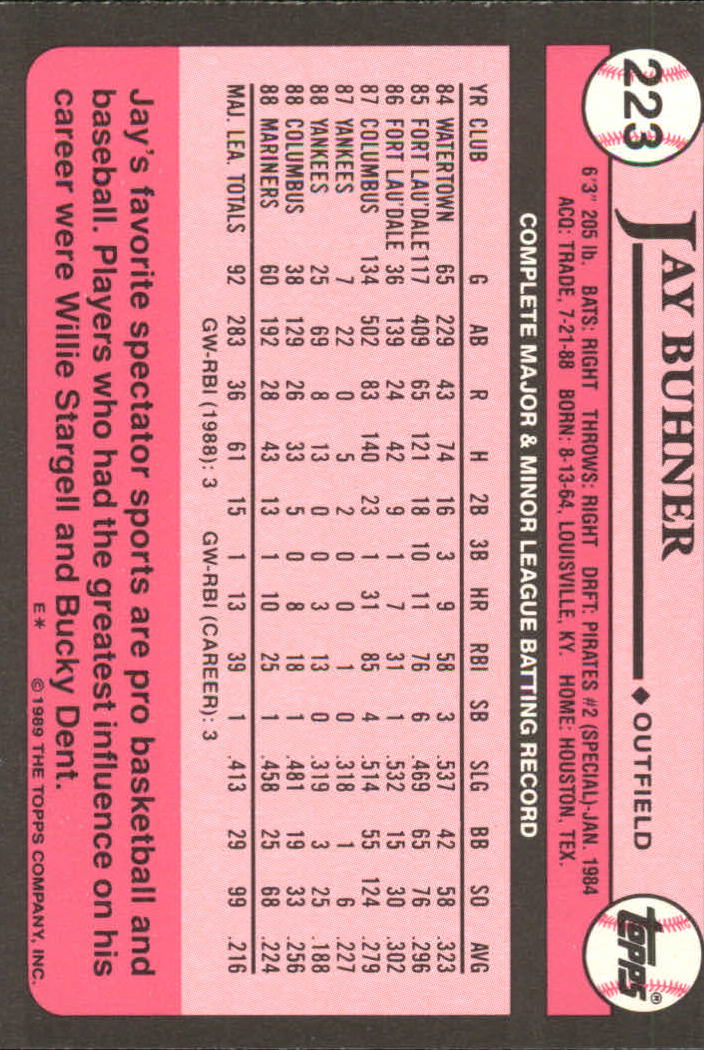 223
JAY BUHNER ◆ OUTFIELD
topps®
6'3" 205 lb. BATS: RIGHT THROWS: RIGHT DRFT: PIRATES #2 (SPECIAL)-JAN. 1984
ACQ: TRADE, 7-21-88 BORN: 8-13-64, LOUISVILLE, KY. HOME: HOUSTON, TEX.
COMPLETE MAJOR & MINOR LEAGUE BATTING RECORD
YR CLUB G AB R H 2B 3B HR RBI SB SLG BB SO AVG
84 WATERTOWN 65 229 43 74 16 3 9 58 3 .537 42 58 .323
85 FORT LAU'DALE 117 409 65 121 18 10 11 76 6 .469 65 76 .296
86 FORT LAU'DALE 36 139 24 42 9 1 7 31 1 .532 15 30 .302
87 COLUMBUS 134 502 83 140 23 1 31 85 4 .514 55 124 .279
87 YANKEES 7 22 0 5 2 0 0 1 0 .318 1 6 .227
88 YANKEES 25 69 8 13 0 0 3 13 0 .319 3 25 .188
88 COLUMBUS 38 129 26 33 5 0 8 18 1 .481 19 33 .256
88 MARINERS 60 192 28 43 13 1 10 25 1 .458 25 68 .224
MAJ. LEA. TOTALS 92 283 36 61 15 1 13 39 1 .413 29 99 .216
GW-RBI (1988): 3 GW-RBI (CAREER): 3
Jay's favorite spectator sports are pro basketball and
baseball. Players who had the greatest influence on his
career were Willie Stargell and Bucky Dent.
E* © 1989 THE TOPPS COMPANY, INC.